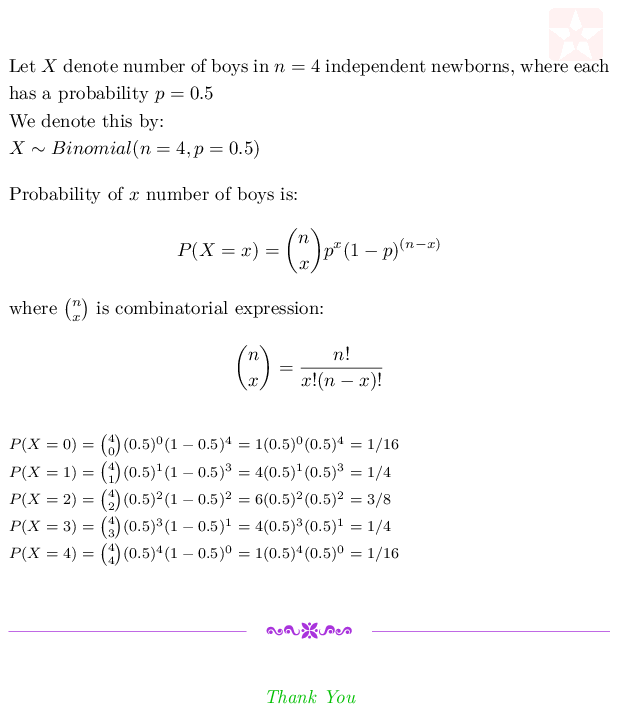 Let X denote number of boys in n = 4 independent newborns, where each
has a probability p = 0.5
We denote this by:
X ∼ Binomial(n = 4, p = 0.5)
Probability of x number of boys is:
P(X = x) = \binom{n}{x} p^x (1 − p)^{(n−x)}
where \binom{n}{x} is combinatorial expression:
\binom{n}{x} = \frac{n!}{x!(n − x)!}
P(X = 0) = \binom{4}{0}(0.5)^0(1 − 0.5)^4 = 1(0.5)^0(0.5)^4 = 1/16
P(X = 1) = \binom{4}{1}(0.5)^1(1 − 0.5)^3 = 4(0.5)^1(0.5)^3 = 1/4
P(X = 2) = \binom{4}{2}(0.5)^2(1 − 0.5)^2 = 6(0.5)^2(0.5)^2 = 3/8
P(X = 3) = \binom{4}{3}(0.5)^3(1 − 0.5)^1 = 4(0.5)^3(0.5)^1 = 1/4
P(X = 4) = \binom{4}{4}(0.5)^4(1 − 0.5)^0 = 1(0.5)^4(0.5)^0 = 1/16
Thank You